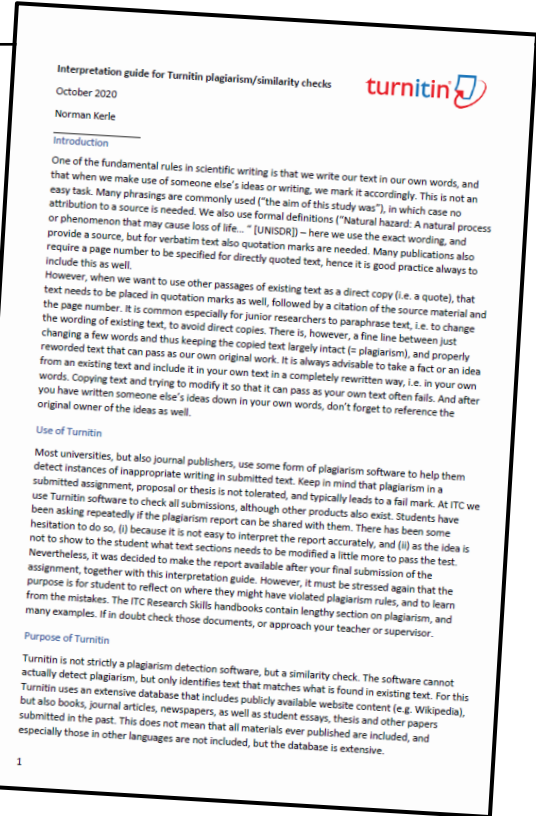 Interpretation guide for Turnitin plagiarism/similarity checks
turnitin
October 2020
Norman Kerle
Introduction
One of the fundamental rules in scientific writing is that we write our text in our own words, and
that when we make use of someone else's ideas or writing, we mark it accordingly. This is not an
easy task. Many phrasings are commonly used ("the aim of this study was"), in which case no
attribution to a source is needed. We also use formal definitions ("Natural hazard: A natural process
or phenomenon that may cause loss of life... " [UNISDR]) – here we use the exact wording, and
provide a source, but for verbatim text also quotation marks are needed. Many publications also
require a page number to be specified for directly quoted text, hence it is good practice always to
include this as well.
However, when we want to use other passages of existing text as a direct copy (i.e. a quote), that
text needs to be placed in quotation marks as well, followed by a citation of the source material and
the page number. It is common especially for junior researchers to paraphrase text, i.e. to change
the wording of existing text, to avoid direct copies. There is, however, a fine line between just
changing a few words and thus keeping the copied text largely intact (= plagiarism), and properly
reworded text that can pass as our own original work. It is always advisable to take a fact or an idea
from an existing text and include it in your own text in a completely rewritten way, i.e. in your own
words. Copying text and trying to modify it so that it can pass as your own text often fails. And after
you have written someone else's ideas down in your own words, don't forget to reference the
original owner of the ideas as well.
Use of Turnitin
Most universities, but also journal publishers, use some form of plagiarism software to help them
detect instances of inappropriate writing in submitted text. Keep in mind that plagiarism in a
submitted assignment, proposal or thesis is not tolerated, and typically leads to a fail mark. At ITC we
use Turnitin software to check all submissions, although other products also exist. Students have
been asking repeatedly if the plagiarism report can be shared with them. There has been some
hesitation to do so, (i) because it is not easy to interpret the report accurately, and (ii) as the idea is
not to show to the student what text sections needs to be modified a little more to pass the test.
Nevertheless, it was decided to make the report available after your final submission of the
assignment, together with this interpretation guide. However, it must be stressed again that the
purpose is for student to reflect on where they might have violated plagiarism rules, and to learn
from the mistakes. The ITC Research Skills handbooks contain lengthy section on plagiarism, and
many examples. If in doubt check those documents, or approach your teacher or supervisor.
Purpose of Turnitin
Turnitin is not strictly a plagiarism detection software, but a similarity check. The software cannot
actually detect plagiarism, but only identifies text that matches what is found in existing text. For this
Turnitin uses an extensive database that includes publicly available website content (e.g. Wikipedia),
but also books, journal articles, newspapers, as well as student essays, thesis and other papers
submitted in the past. This does not mean that all materials ever published are included, and
especially those in other languages are not included, but the database is extensive.
1